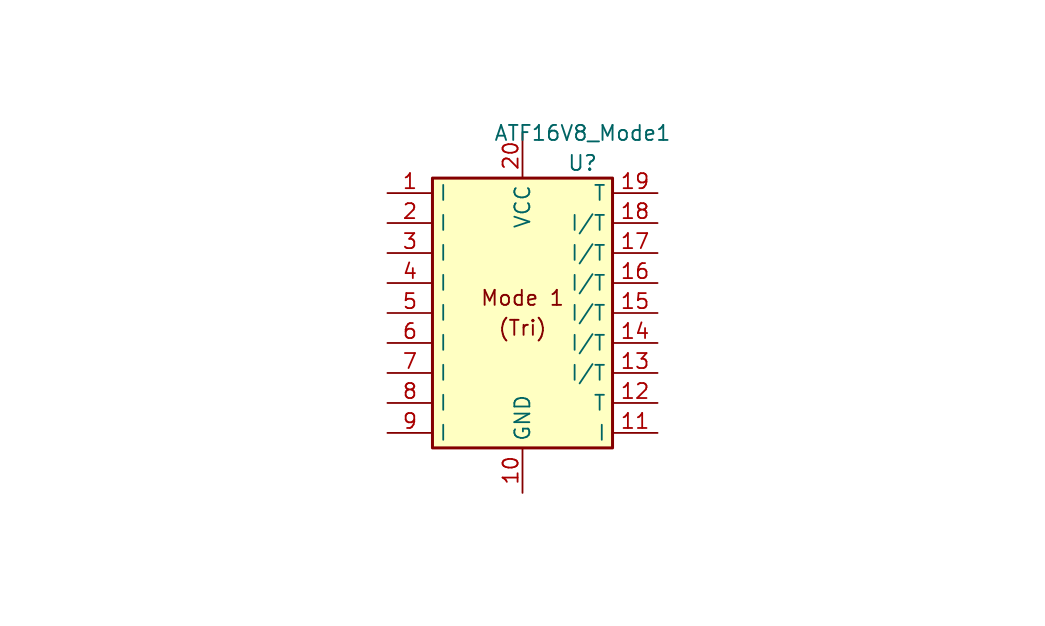 ATF16V8_Mode1
U?
20
VCC
1 I T 19
2 I I/T 18
3 I I/T 17
4 I I/T 16
Mode 1
5 I I/T 15
(Tri)
6 I I/T 14
7 I I/T 13
8 I T 12
GND
9 I I 11
10